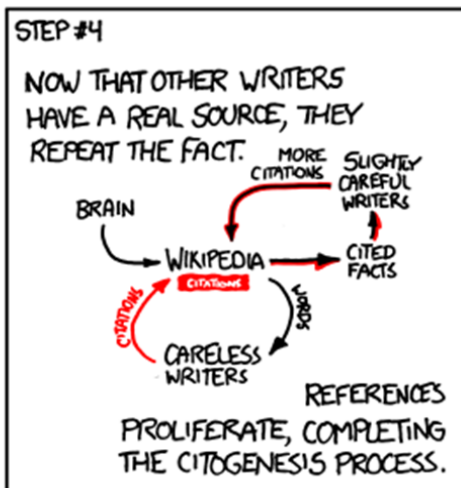 STEP #4
NOW THAT OTHER WRITERS
HAVE A REAL SOURCE, THEY
REPEAT THE FACT.
MORE
CITATIONS
SLIGHTLY
CAREFUL
WRITERS
BRAIN
WIKIPEDIA
CITATIONS
CITED
FACTS
CITATIONS
WORDS
CARELESS
WRITERS
REFERENCES
PROLIFERATE, COMPLETING
THE CITOGENESIS PROCESS.